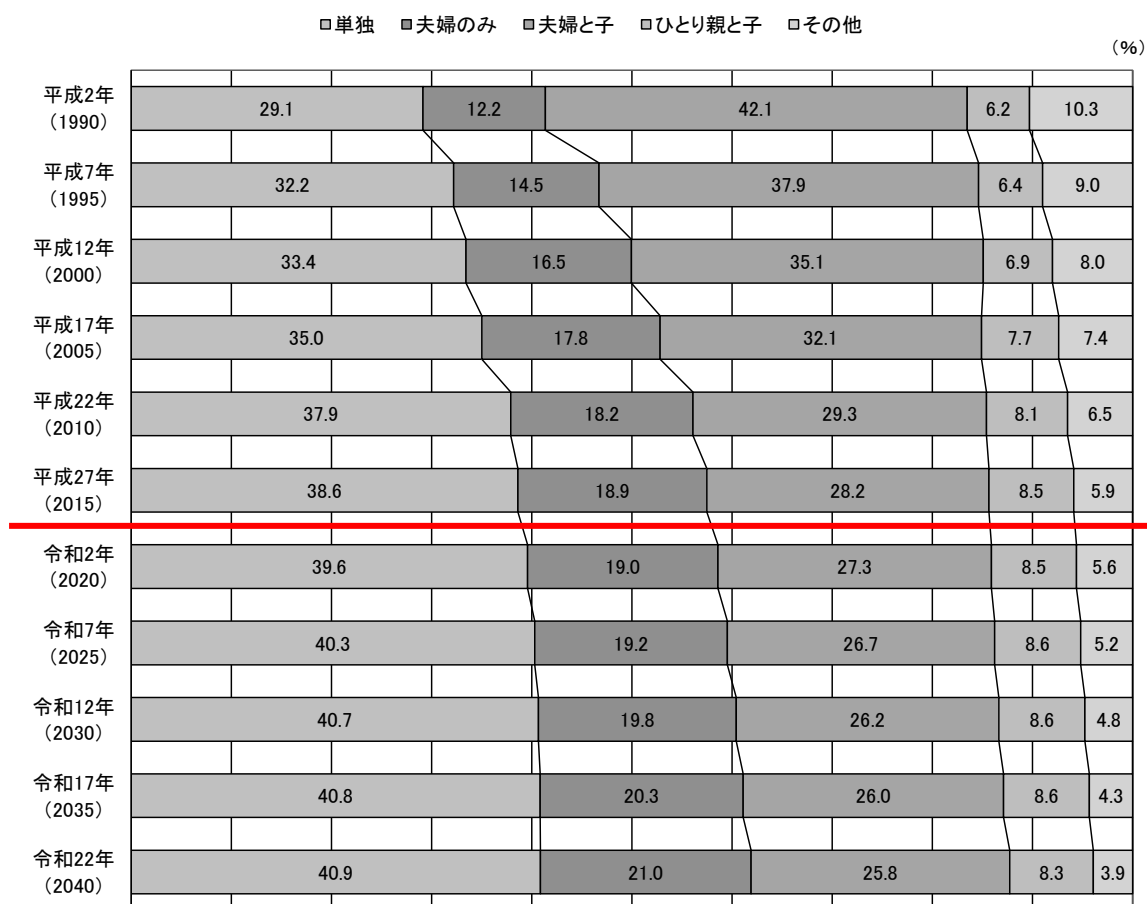 単独 夫婦のみ 夫婦と子 ひとり親と子 その他
(%)
平成2年
(1990)
29.1 12.2 42.1 6.2 10.3
平成7年
(1995)
32.2 14.5 37.9 6.4 9.0
平成12年
(2000)
33.4 16.5 35.1 6.9 8.0
平成17年
(2005)
35.0 17.8 32.1 7.7 7.4
平成22年
(2010)
37.9 18.2 29.3 8.1 6.5
平成27年
(2015)
38.6 18.9 28.2 8.5 5.9
令和2年
(2020)
39.6 19.0 27.3 8.5 5.6
令和7年
(2025)
40.3 19.2 26.7 8.6 5.2
令和12年
(2030)
40.7 19.8 26.2 8.6 4.8
令和17年
(2035)
40.8 20.3 26.0 8.6 4.3
令和22年
(2040)
40.9 21.0 25.8 8.3 3.9